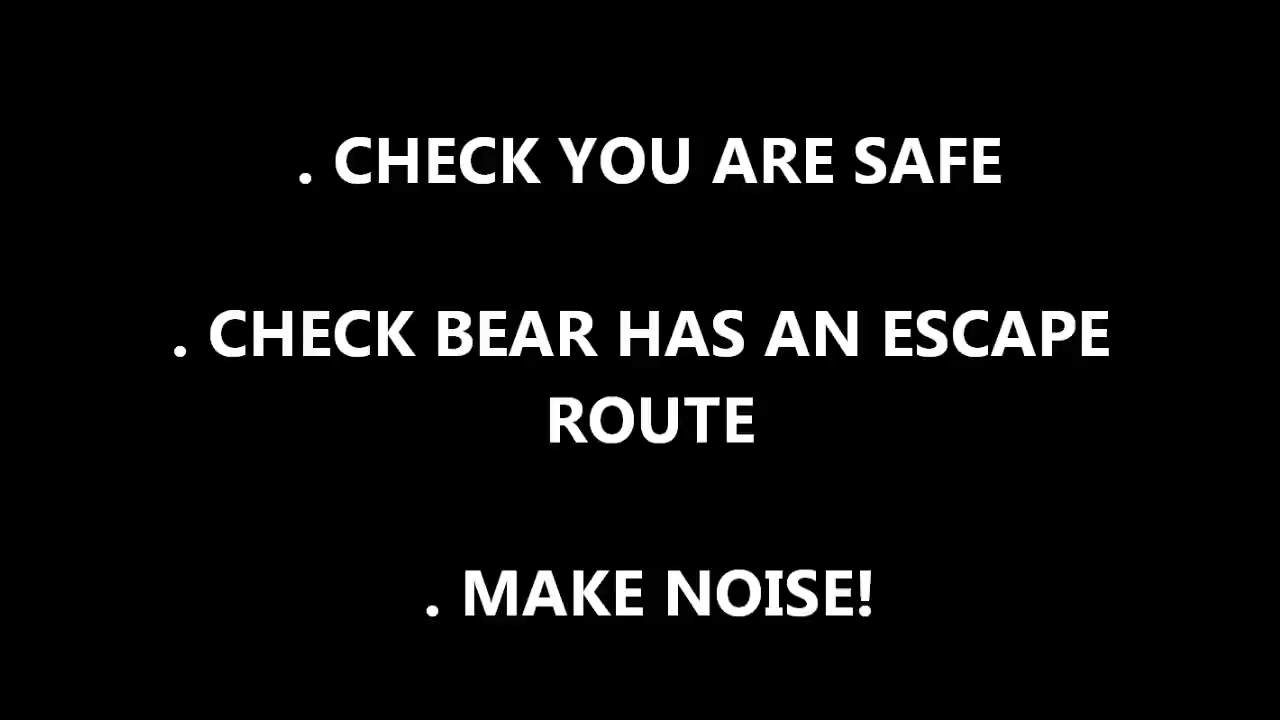 . CHECK YOU ARE SAFE
. CHECK BEAR HAS AN ESCAPE
ROUTE
. MAKE NOISE!